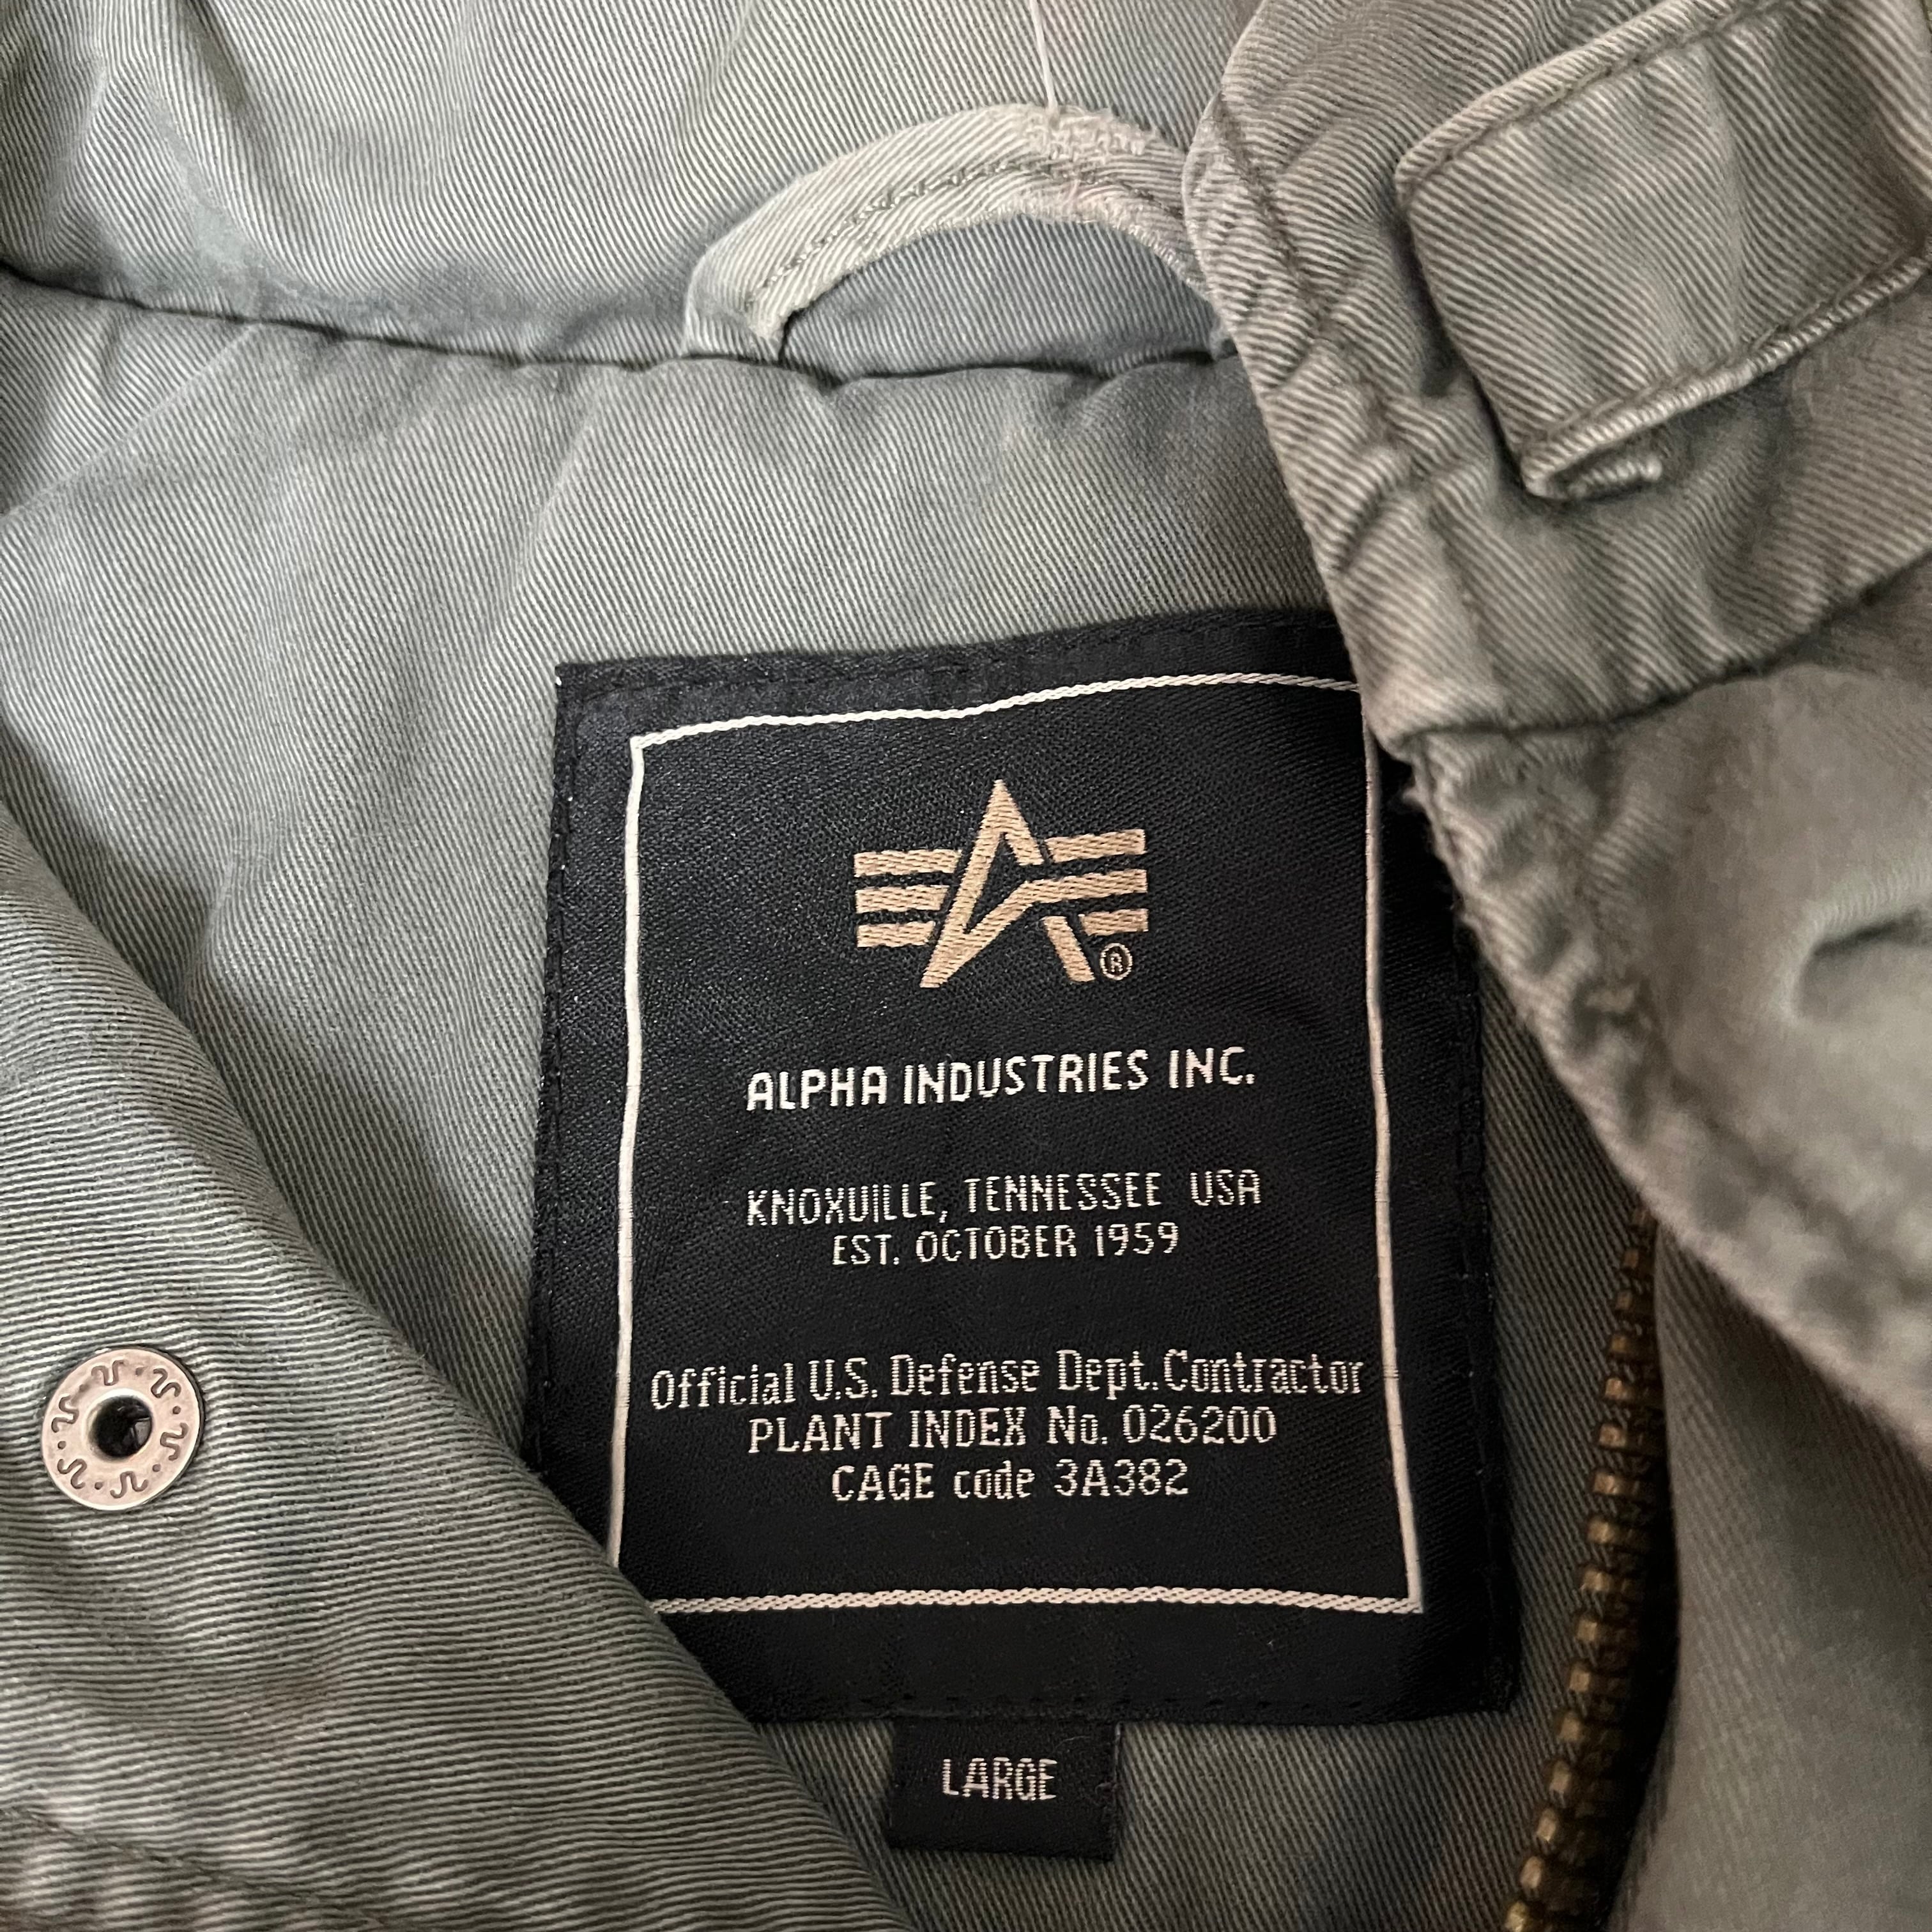 ®
ALPHA INDUSTRIES INC.
KNOXVILLE, TENNESSEE USA
EST. OCTOBER 1959
Official U.S. Defense Dept. Contractor
PLANT INDEX No. 026200
CAGE code 3A382
LARGE